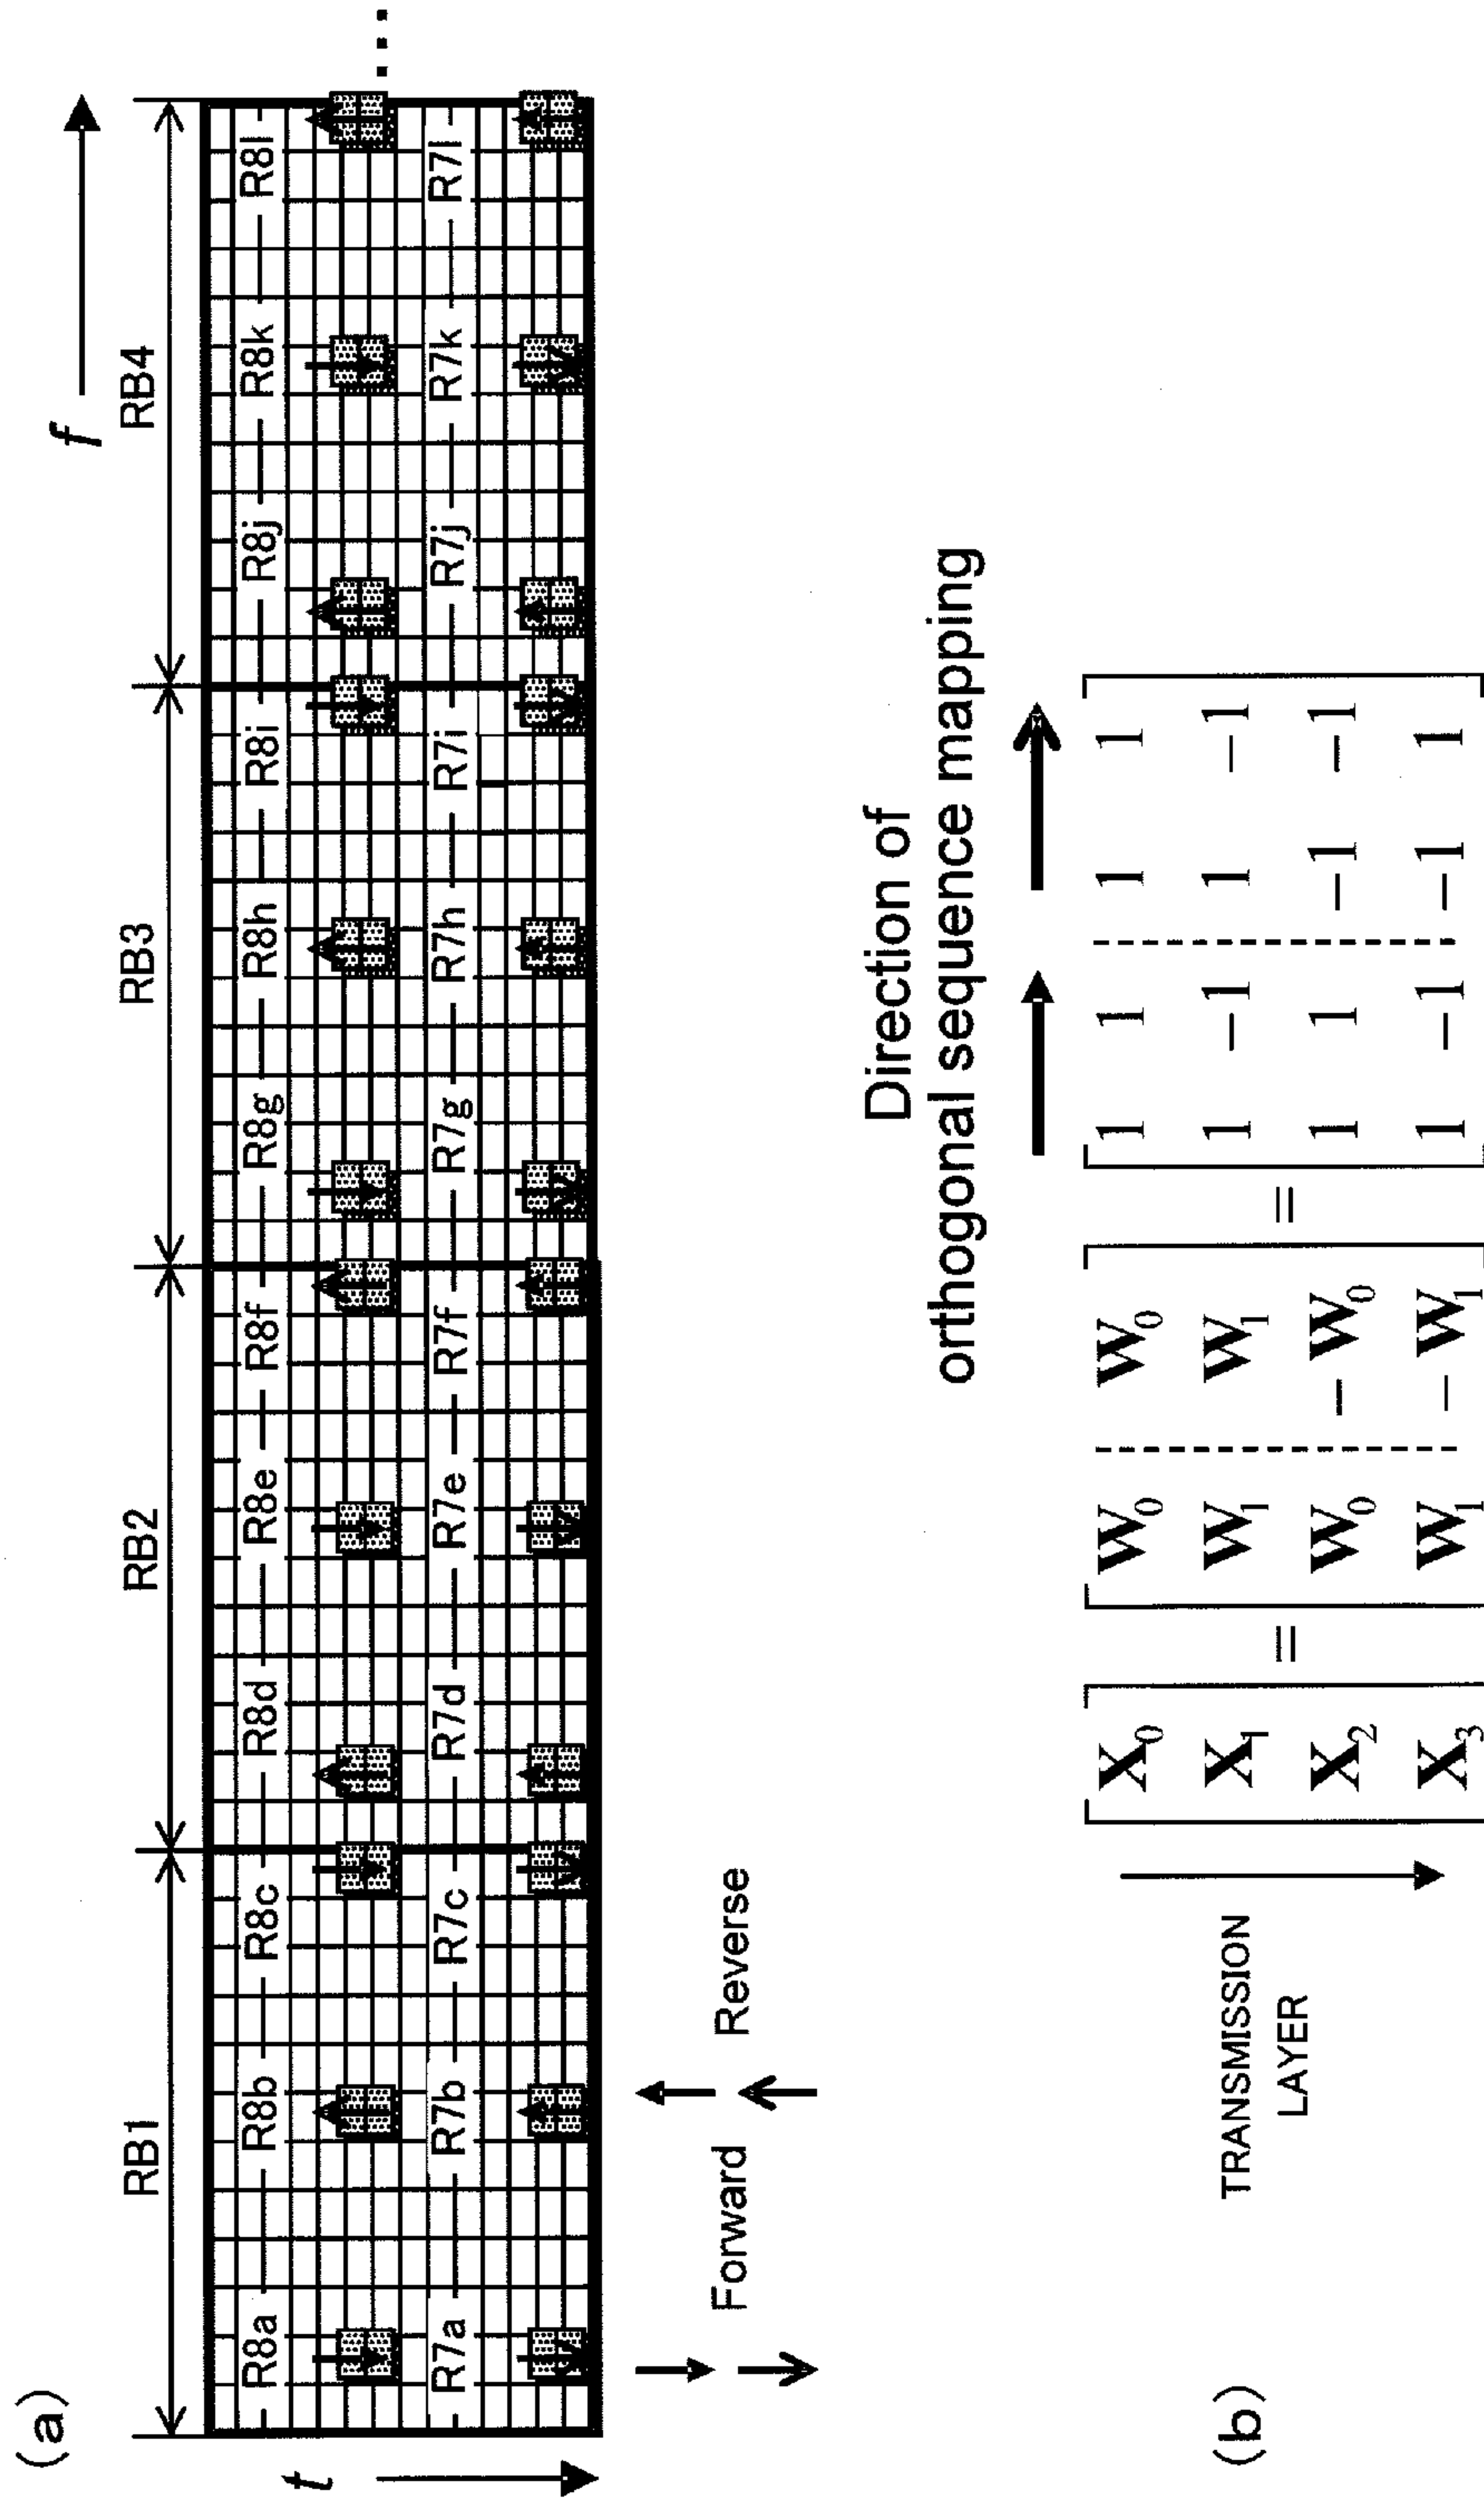 (a)
f
RB1 RB2 RB3 RB4
t
R8a R8b R8c R8d R8e R8f R8g R8h R8i R8j R8k R8l
...
R7a R7b R7c R7d R7e R7f R7g R7h R7i R7j R7k R7l
Forward Reverse
Direction of
orthogonal sequence mapping
(b)
TRANSMISSION
LAYER
X0 W0 W0 1 1 1 1
X1 W1 W1 1 −1 1 −1
= =
X2 W0 −W0 1 1 −1 −1
X3 W1 −W1 1 −1 −1 1